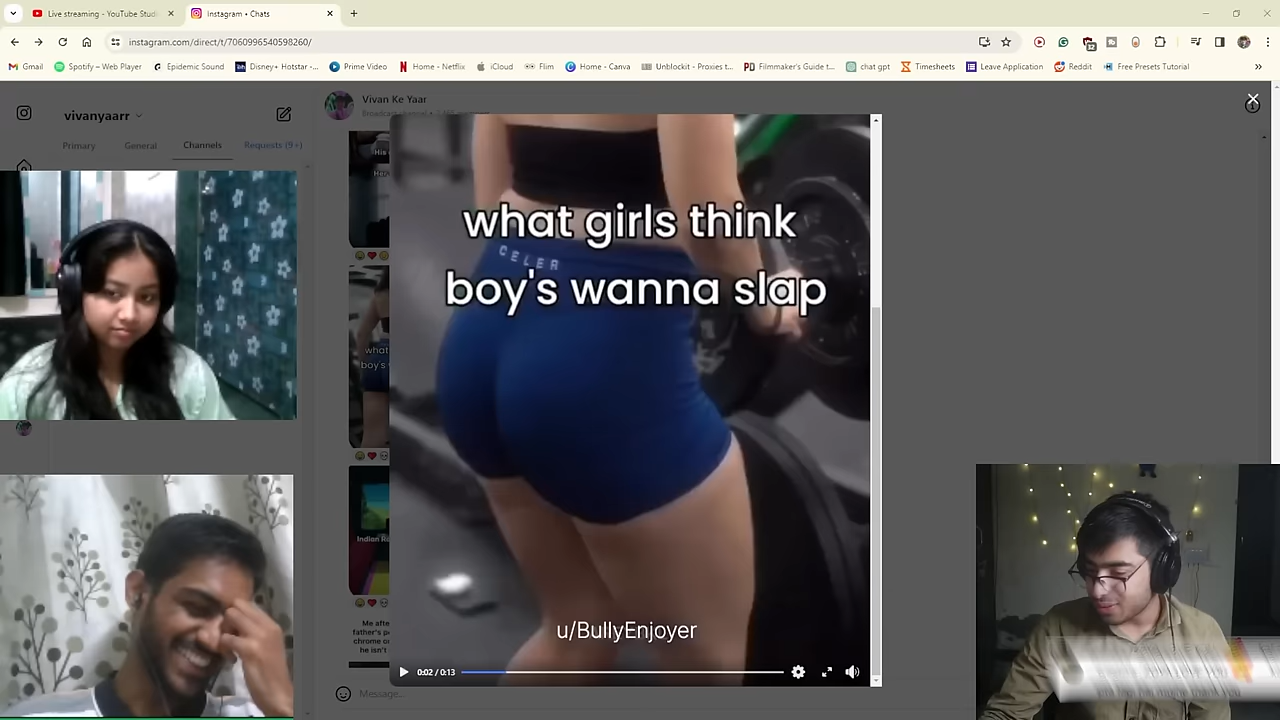 Live streaming - YouTube Studi
Instagram • Chats
instagram.com/direct/t/7060996540598260/
Gmail
Spotify – Web Player
Epidemic Sound
Disney+ Hotstar -...
Prime Video
Home - Netflix
iCloud
Flim
Home - Canva
Unblockit - Proxies t...
Filmmaker's Guide t...
chat gpt
Timesheets
Leave Application
Reddit
Free Presets Tutorial
vivanyaarr
Vivan Ke Yaar
Primary
General
Channels
Requests (9+)
what girls think
boy's wanna slap
CELER
u/BullyEnjoyer
0:02 / 0:13
Message...